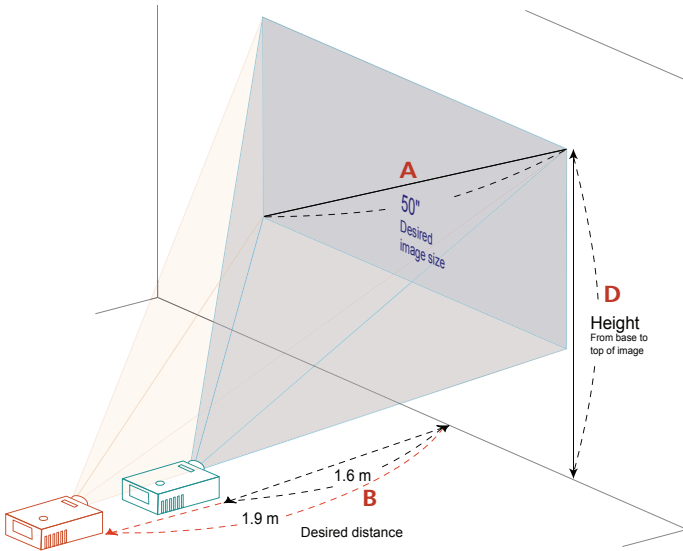 A
50"
Desired
image size
D
Height
From base to
top of image
1.6 m
B
1.9 m
Desired distance